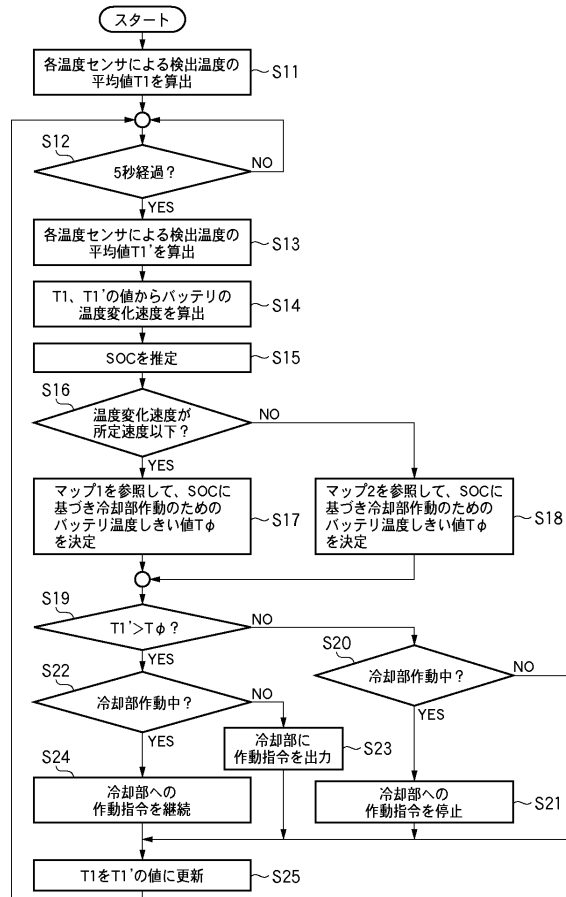 スタート
各温度センサによる検出温度の
平均値T1を算出
S11
S12
5秒経過？
NO
YES
各温度センサによる検出温度の
平均値T1'を算出
S13
T1、T1'の値からバッテリの
温度変化速度を算出
S14
SOCを推定
S15
S16
温度変化速度が
所定速度以下？
NO
YES
マップ1を参照して、SOCに
基づき冷却部作動のための
バッテリ温度しきい値Tφ
を決定
S17
マップ2を参照して、SOCに
基づき冷却部作動のための
バッテリ温度しきい値Tφ
を決定
S18
S19
T1'>Tφ？
NO
YES
S20
冷却部作動中？
NO
YES
S22
冷却部作動中？
NO
YES
冷却部に
作動指令を出力
S23
S24
冷却部への
作動指令を継続
冷却部への
作動指令を停止
S21
T1をT1'の値に更新
S25